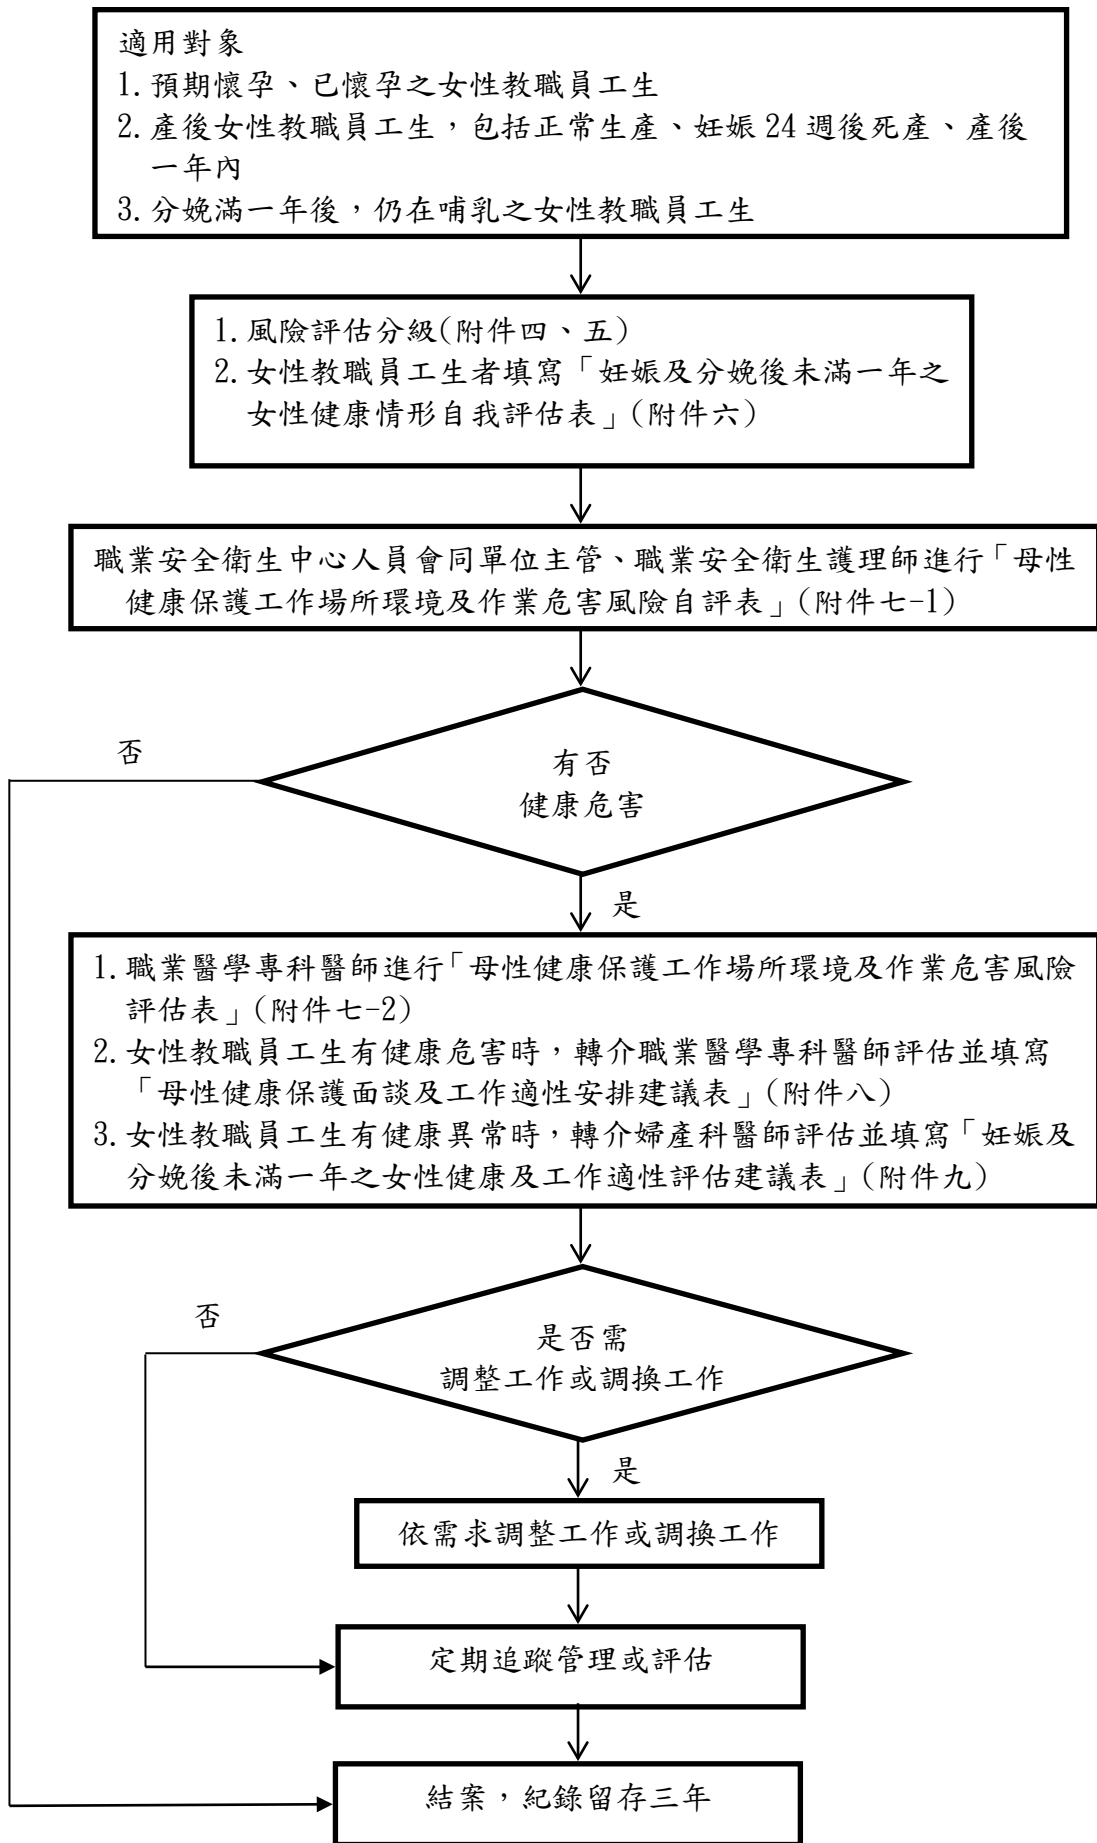 適用對象
1.預期懷孕、已懷孕之女性教職員工生
2.產後女性教職員工生，包括正常生產、妊娠 24 週後死產、產後
一年內
3.分娩滿一年後，仍在哺乳之女性教職員工生
1.風險評估分級(附件四、五)
2.女性教職員工生者填寫「妊娠及分娩後未滿一年之
女性健康情形自我評估表」(附件六)
職業安全衛生中心人員會同單位主管、職業安全衛生護理師進行「母性
健康保護工作場所環境及作業危害風險自評表」(附件七-1)
否
有否
健康危害
是
1.職業醫學專科醫師進行「母性健康保護工作場所環境及作業危害風險
評估表」(附件七-2)
2.女性教職員工生有健康危害時，轉介職業醫學專科醫師評估並填寫
「母性健康保護面談及工作適性安排建議表」(附件八)
3.女性教職員工生有健康異常時，轉介婦產科醫師評估並填寫「妊娠及
分娩後未滿一年之女性健康及工作適性評估建議表」(附件九)
否
是否需
調整工作或調換工作
是
依需求調整工作或調換工作
定期追蹤管理或評估
結案，紀錄留存三年